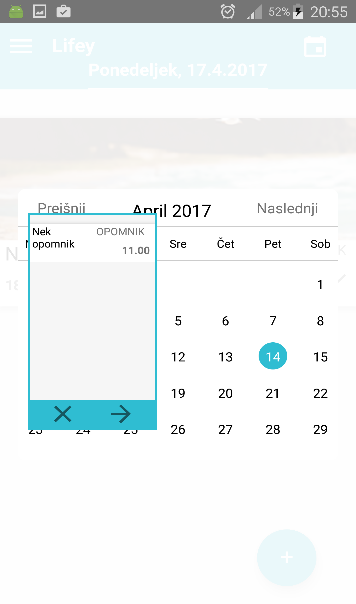 52% 20:55
Lifey
Ponedeljek, 17.4.2017
Prejšnji April 2017 Naslednji
Nek opomnik OPOMNIK
11.00
Sre Čet Pet Sob
1
5 6 7 8
12 13 14 15
19 20 21 22
23 24 25 26 27 28 29
+